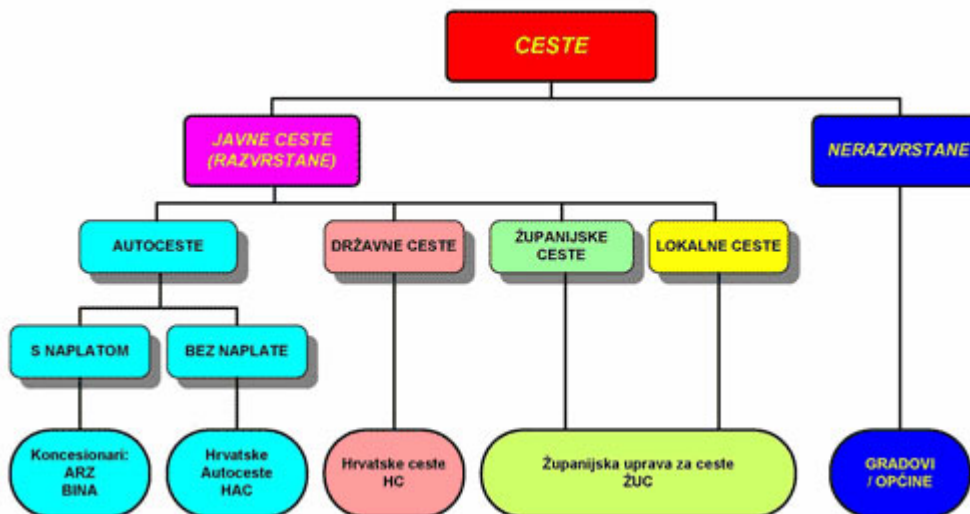 CESTE
JAVNE CESTE
(RAZVRSTANE)
NERAZVRSTANE
AUTOCESTE
DRŽAVNE CESTE
ŽUPANIJSKE
CESTE
LOKALNE CESTE
S NAPLATOM
BEZ NAPLATE
Koncesionari:
ARZ
BINA
Hrvatske
Autoceste
HAC
Hrvatske ceste
HC
Županijska uprava za ceste
ŽUC
GRADOVI
/ OPĆINE